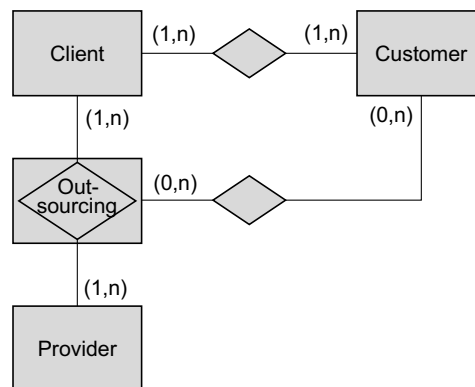 Client
(1,n)
(1,n)
Customer
(1,n)
(0,n)
Out-
sourcing
(0,n)
(1,n)
Provider